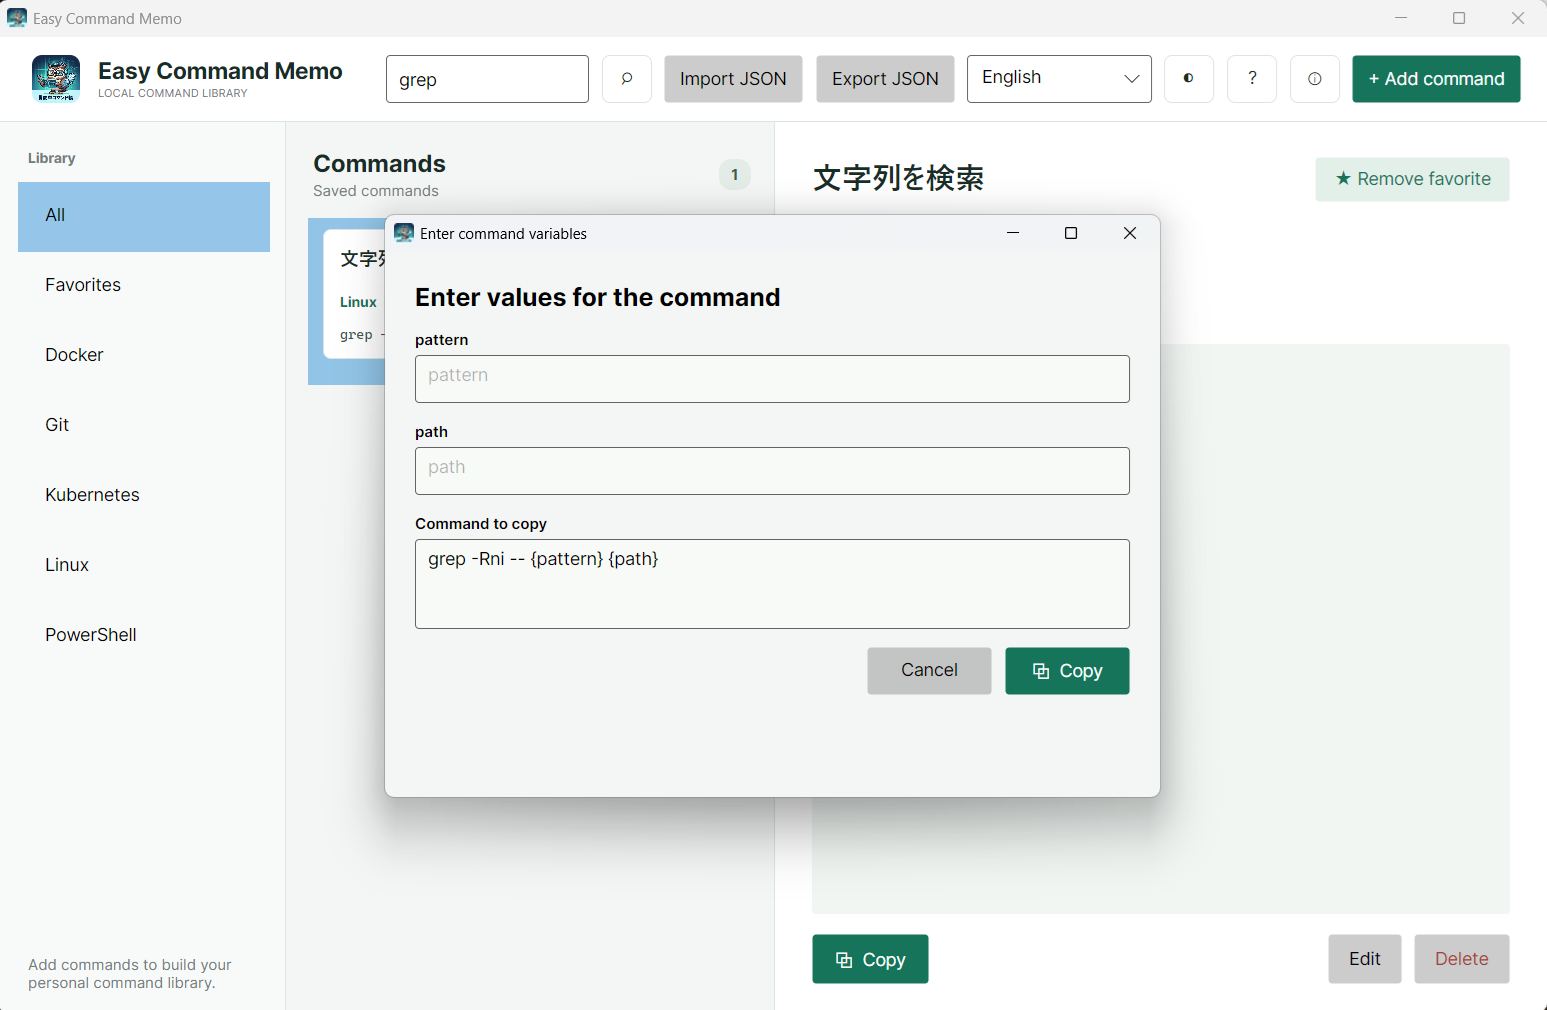 Easy Command Memo
Easy Command Memo
LOCAL COMMAND LIBRARY
grep
Import JSON
Export JSON
English
?
+ Add command
Library
All
Favorites
Docker
Git
Kubernetes
Linux
PowerShell
Add commands to build your
personal command library.
Commands
Saved commands
1
文字列
Linux
grep -
文字列を検索
★ Remove favorite
Enter command variables
Enter values for the command
pattern
pattern
path
path
Command to copy
grep -Rni -- {pattern} {path}
Cancel
Copy
Copy
Edit
Delete